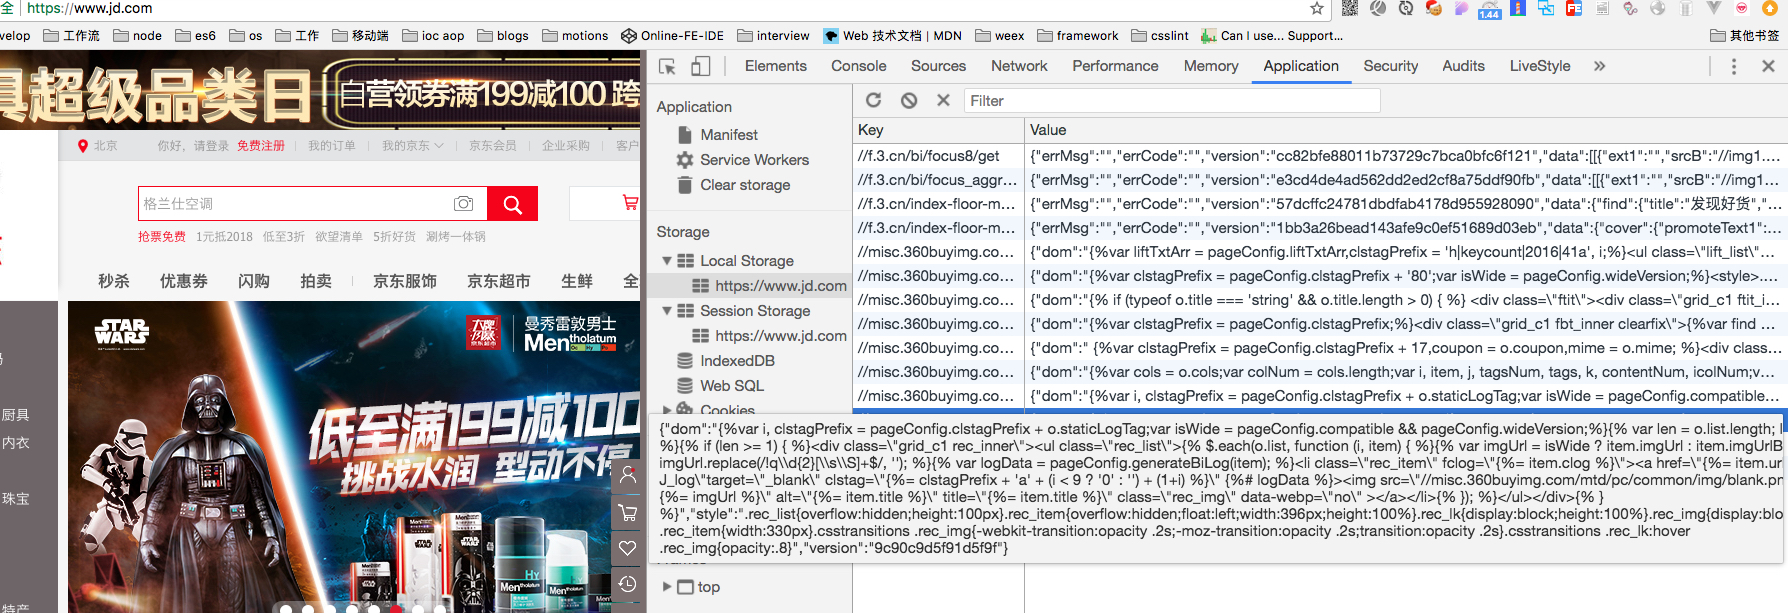 全 https://www.jd.com
velop 工作流 node es6 os 工作 移动端 ioc aop blogs motions Online-FE-IDE interview Web 技术文档 | MDN weex framework csslint Can I use... Support... 其他书签
1.44
FE
超级品类日 自营领券满199减100 跨
北京 你好，请登录 免费注册 我的订单 我的京东 京东会员 企业采购 客户
格兰仕空调
抢票免费 1元抵2018 低至3折 欲望清单 5折好货 涮烤一体锅
秒杀 优惠券 闪购 拍卖 京东服饰 京东超市 生鲜 全
STAR WARS
大牌 京东超市
曼秀雷敦男士
Mentholatum
低至满199减100
挑战水润 型动不停
厨具
内衣
珠宝
特产
Mentholatum
Hy
Elements Console Sources Network Performance Memory Application Security Audits LiveStyle »
Application
Manifest
Service Workers
Clear storage
Storage
Local Storage
https://www.jd.com
Session Storage
https://www.jd.com
IndexedDB
Web SQL
Cookies
top
Filter
Key Value
//f.3.cn/bi/focus8/get {"errMsg":"","errCode":"","version":"cc82bfe88011b73729c7bca0bfc6f121","data":[[{"ext1":"","srcB":"//img1....
//f.3.cn/bi/focus_aggr... {"errMsg":"","errCode":"","version":"e3cd4de4ad562dd2ed2cf8a75ddf90fb","data":[[{"ext1":"","srcB":"//img1...
//f.3.cn/index-floor-m... {"errMsg":"","errCode":"","version":"57dcffc24781dbdfab4178d955928090","data":{"find":{"title":"发现好货","...
//f.3.cn/index-floor-m... {"errMsg":"","errCode":"","version":"1bb3a26bead143afe9c0ef51689d03eb","data":{"cover":{"promoteText1":...
//misc.360buyimg.co... {"dom":"{%var liftTxtArr = pageConfig.liftTxtArr,clstagPrefix = 'h|keycount|2016|41a', i;%}<ul class=\"lift_list\"...
//misc.360buyimg.co... {"dom":"{%var clstagPrefix = pageConfig.clstagPrefix + '80';var isWide = pageConfig.wideVersion;%}<style>....
//misc.360buyimg.co... {"dom":"{% if (typeof o.title === 'string' && o.title.length > 0) { %} <div class=\"ftit\"><div class=\"grid_c1 ftit_i...
//misc.360buyimg.co... {"dom":"{%var clstagPrefix = pageConfig.clstagPrefix;%}<div class=\"grid_c1 fbt_inner clearfix\">{%var find ...
//misc.360buyimg.co... {"dom":" {%var clstagPrefix = pageConfig.clstagPrefix + 17,coupon = o.coupon,mime = o.mime; %}<div clas...
//misc.360buyimg.co... {"dom":"{%var cols = o.cols;var colNum = cols.length;var i, item, j, tagsNum, tags, k, contentNum, icolNum;v...
//misc.360buyimg.co... {"dom":"{%var i, clstagPrefix = pageConfig.clstagPrefix + o.staticLogTag;var isWide = pageConfig.compatible...
{"dom":"{%var i, clstagPrefix = pageConfig.clstagPrefix + o.staticLogTag;var isWide = pageConfig.compatible && pageConfig.wideVersion;%}{% var len = o.list.length; 
%}{% if (len >= 1) { %}<div class=\"grid_c1 rec_inner\"><ul class=\"rec_list\">{% $.each(o.list, function (i, item) { %}{% var imgUrl = isWide ? item.imgUrl : item.imgUrlB
imgUrl.replace(/!q\\d{2}[\\s\\S]+$/, ''); %}{% var logData = pageConfig.generateBiLog(item); %}<li class=\"rec_item\" fclog=\"{%= item.clog %}\"><a href=\"{%= item.ur
J_log\"target=\"_blank\" clstag=\"{%= clstagPrefix + 'a' + (i < 9 ? '0' : '') + (1+i) %}\" {%# logData %}><img src=\"//misc.360buyimg.com/mtd/pc/common/img/blank.pn
{%= imgUrl %}\" alt=\"{%= item.title %}\" title=\"{%= item.title %}\" class=\"rec_img\" data-webp=\"no\" ></a></li>{% }); %}</ul></div>{% }
%}","style":".rec_list{overflow:hidden;height:100px}.rec_item{overflow:hidden;float:left;width:396px;height:100%}.rec_lk{display:block;height:100%}.rec_img{display:blo
.rec_item{width:330px}.csstransitions .rec_img{-webkit-transition:opacity .2s;-moz-transition:opacity .2s;transition:opacity .2s}.csstransitions .rec_lk:hover
.rec_img{opacity:.8}","version":"9c90c9d5f91d5f9f"}